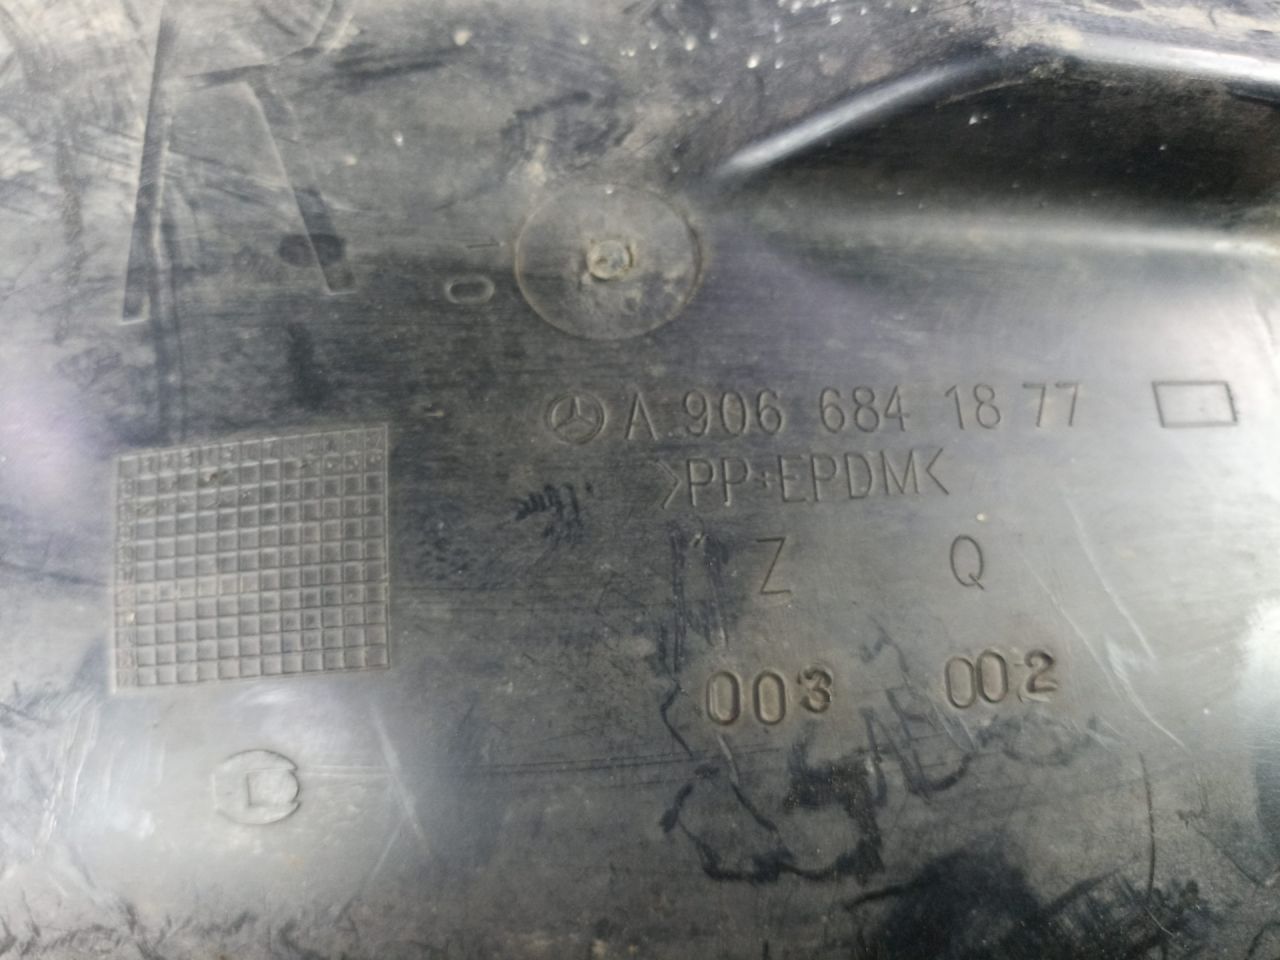 A 906 684 18 77
>PP+EPDM<
Z Q
003 002